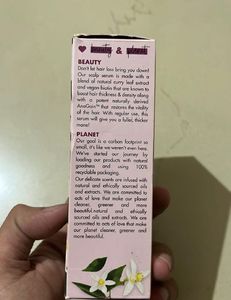 beauty & planet
BEAUTY
Don't let hair loss bring you down!
Our scalp serum is made with a
blend of natural curry leaf extract
and vegan biotin that are known to
boost hair thickness & density along
with a patent naturally derived
AnaGain™ that restores the vitality
of the hair. With regular use, this
serum will give you a fuller, thicker
mane!
PLANET
Our goal is a carbon footprint so
small, it's like we weren't even here.
We've started our journey by
loading our products with natural
goodness and using 100%
recyclable packaging.
Our delicate scents are infused with
natural and ethically sourced oils
and extracts. We are committed to
acts of love that make our planet
cleaner, greener and more
beautiful.natural and ethically
sourced oils and extracts. We are
committed to acts of love that make
our planet cleaner, greener and
more beautiful.